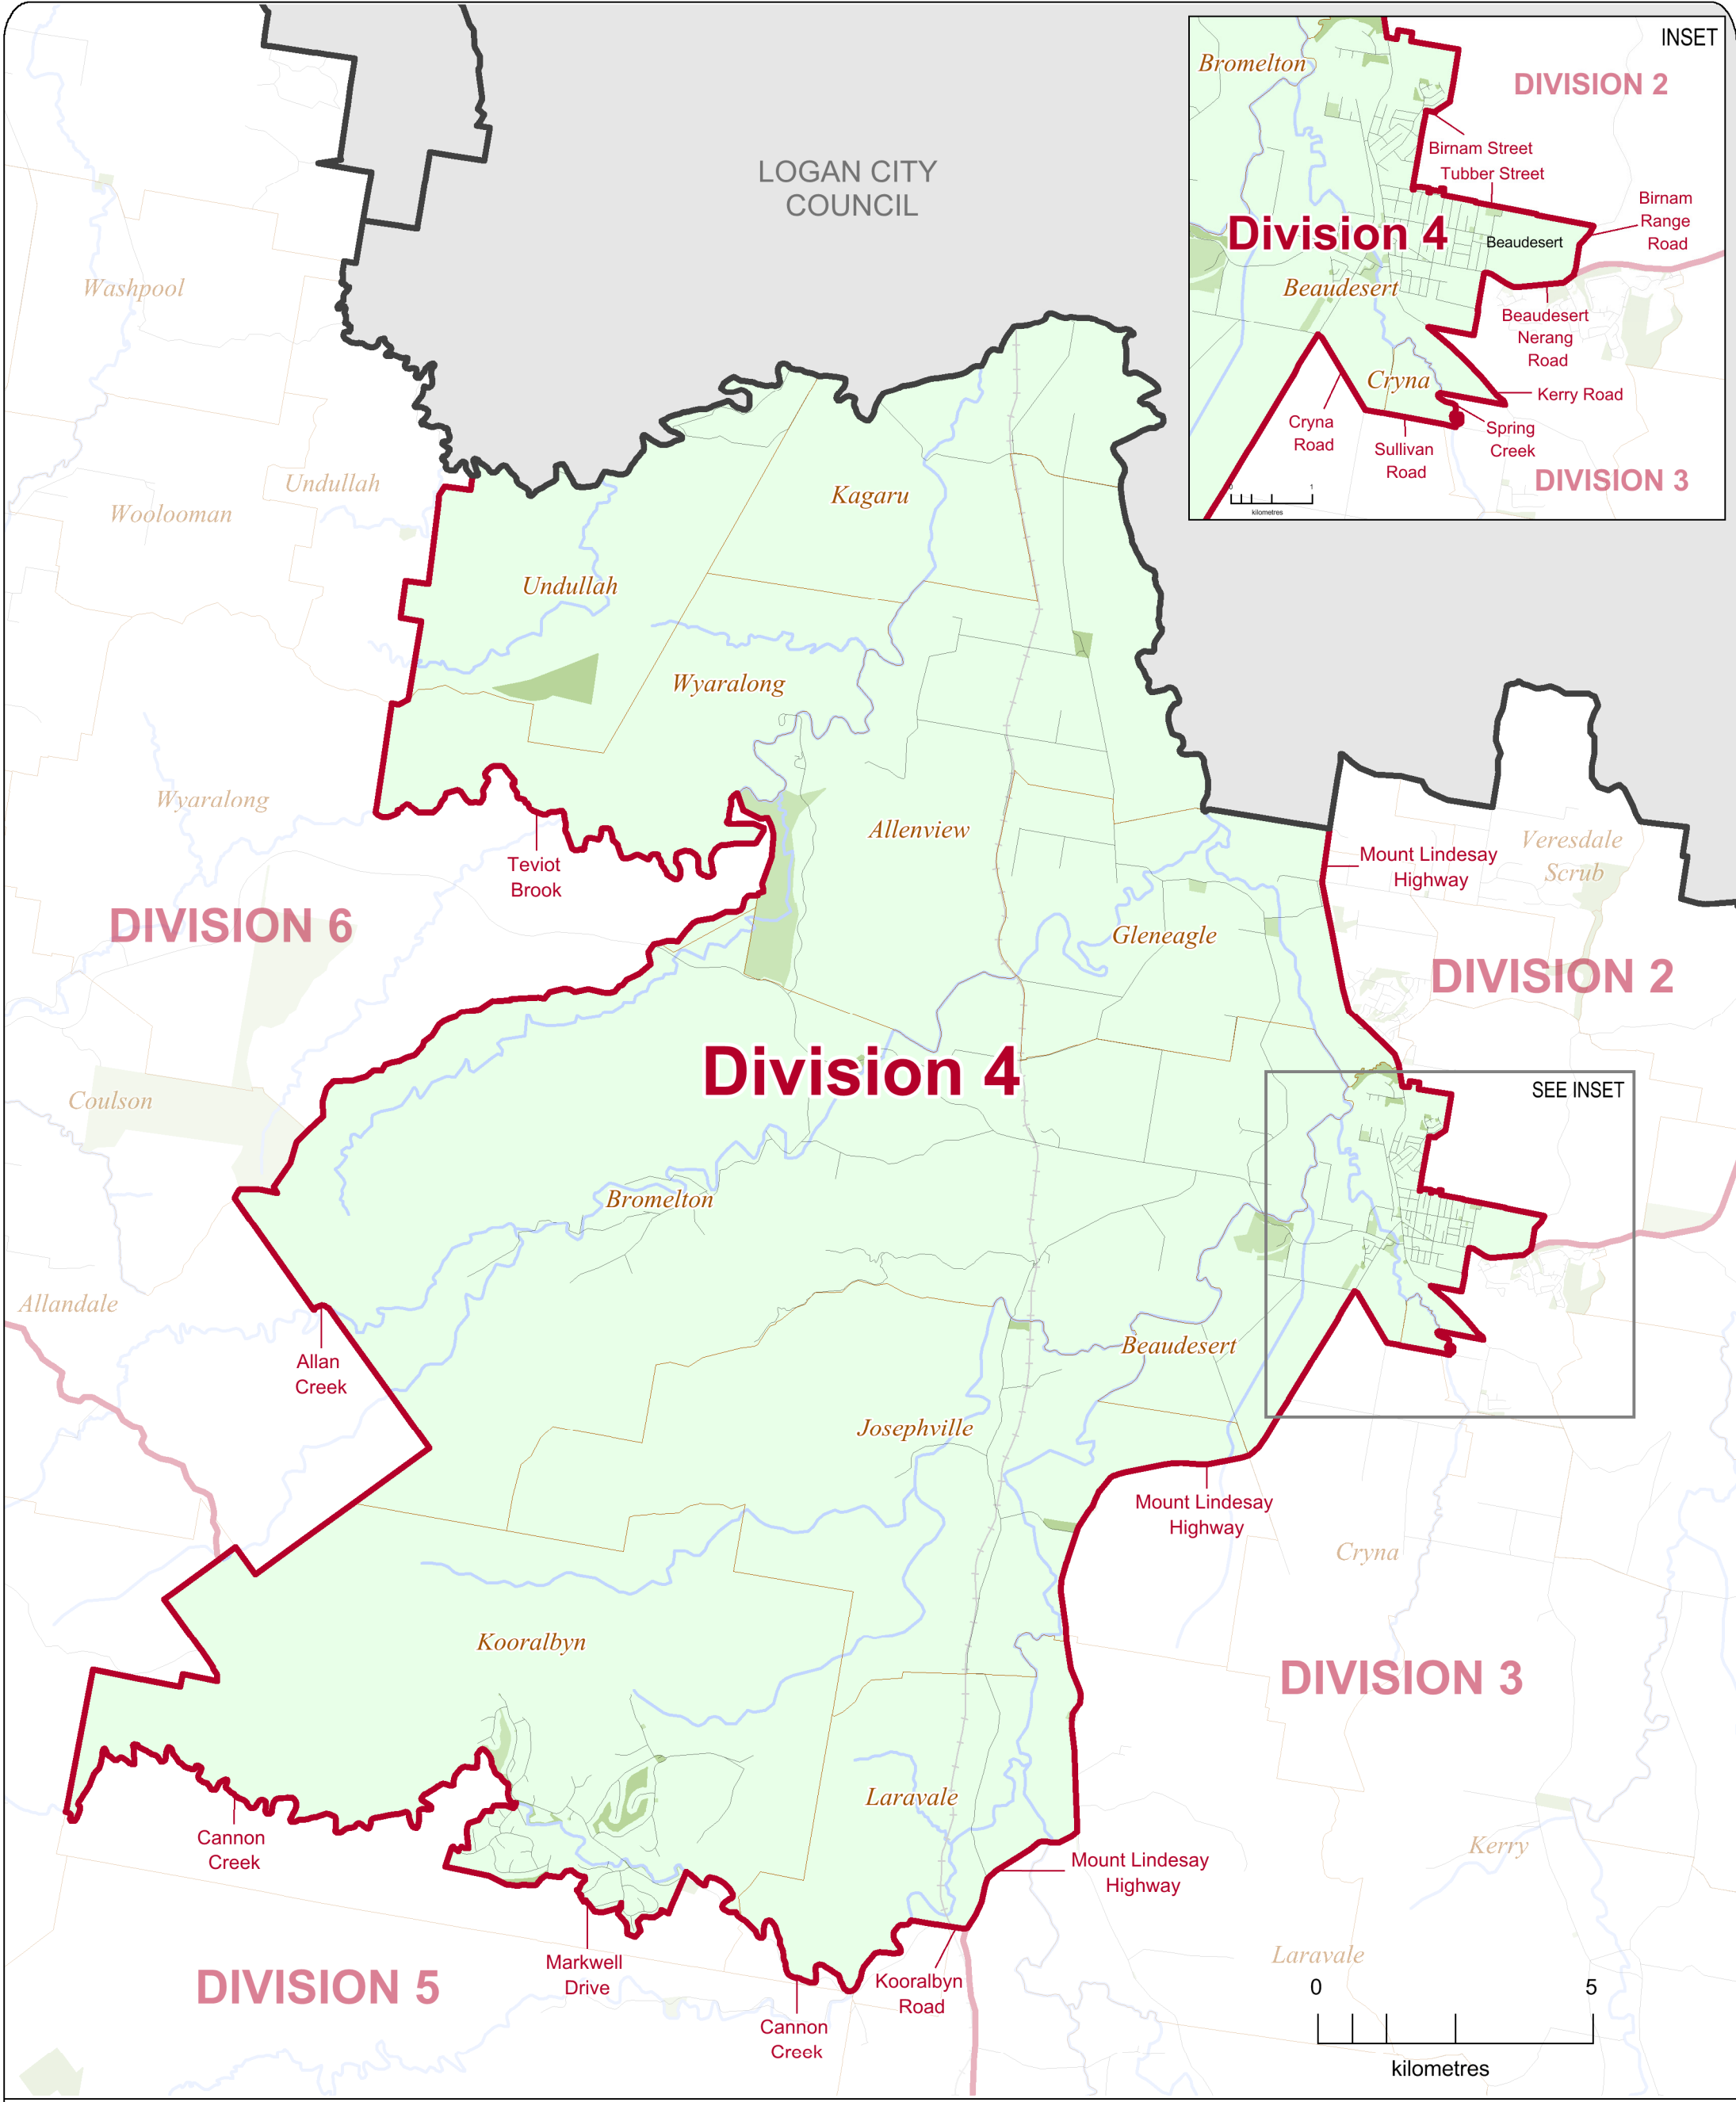 INSET
Bromelton
DIVISION 2
Birnam Street
Tubber Street
Birnam
Range
Road
Division 4
Beaudesert
Beaudesert
Beaudesert
Nerang
Road
Cryna
Kerry Road
Cryna
Road
Spring
Creek
Sullivan
Road
DIVISION 3
1
kilometres
LOGAN CITY
COUNCIL
Washpool
Undullah
Woolooman
Kagaru
Undullah
Wyaralong
Wyaralong
Allenview
Veresdale
Scrub
Mount Lindesay
Highway
Teviot
Brook
DIVISION 6
Gleneagle
DIVISION 2
Division 4
SEE INSET
Coulson
Bromelton
Allandale
Beaudesert
Allan
Creek
Josephville
Mount Lindesay
Highway
Cryna
Kooralbyn
DIVISION 3
Laravale
Cannon
Creek
Kerry
Mount Lindesay
Highway
Laravale
Markwell
Drive
DIVISION 5
Kooralbyn
Road
Cannon
Creek
0 5
kilometres